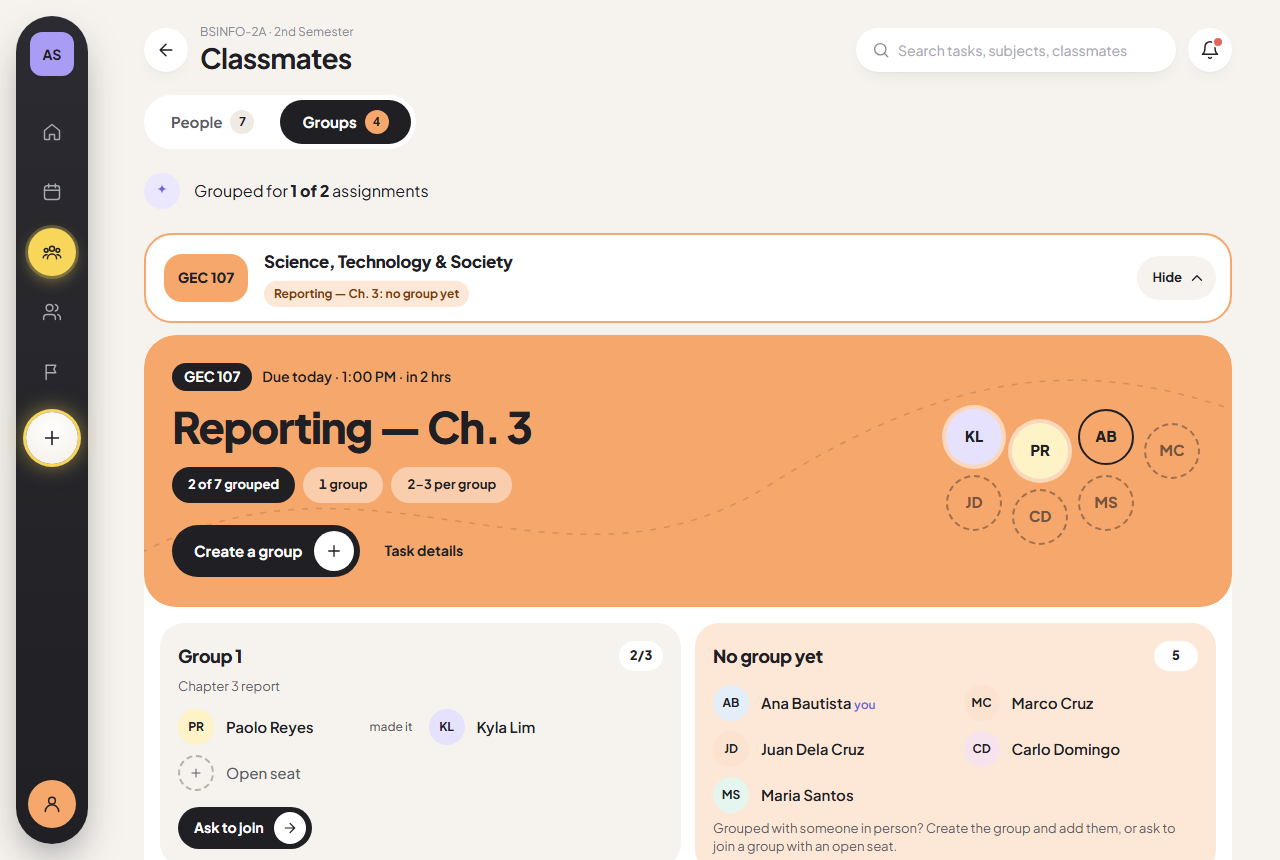 AS
BSINFO-2A · 2nd Semester
Classmates
Search tasks, subjects, classmates
People 7
Groups 4
Grouped for 1 of 2 assignments
GEC 107
Science, Technology & Society
Reporting — Ch. 3: no group yet
Hide
GEC 107 Due today · 1:00 PM · in 2 hrs
Reporting — Ch. 3
2 of 7 grouped 1 group 2–3 per group
Create a group Task details
KL PR AB MC
JD CD MS
Group 1 2/3
Chapter 3 report
PR Paolo Reyes made it KL Kyla Lim
Open seat
Ask to join
No group yet 5
AB Ana Bautista you MC Marco Cruz
JD Juan Dela Cruz CD Carlo Domingo
MS Maria Santos
Grouped with someone in person? Create the group and add them, or ask to
join a group with an open seat.